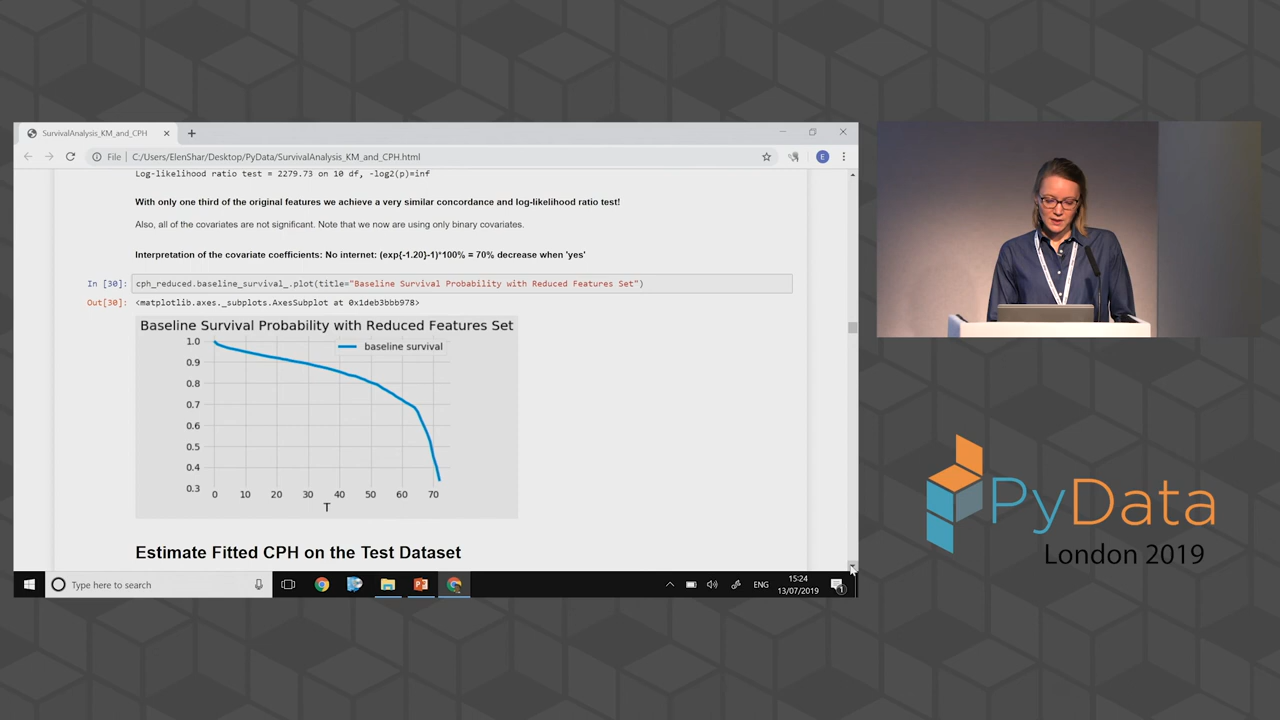 SurvivalAnalysis_KM_and_CPH
File | C:/Users/ElenShar/Desktop/PyData/SurvivalAnalysis_KM_and_CPH.html
E
Log-likelihood ratio test = 2279.73 on 10 df, -log2(p)=inf
With only one third of the original features we achieve a very similar concordance and log-likelihood ratio test!
Also, all of the covariates are not significant. Note that we now are using only binary covariates.
Interpretation of the covariate coefficients: No internet: (exp{-1.20}-1)*100% = 70% decrease when 'yes'
In [30]: cph_reduced.baseline_survival_.plot(title="Baseline Survival Probability with Reduced Features Set")
Out[30]: <matplotlib.axes._subplots.AxesSubplot at 0x1deb3bbb978>
Baseline Survival Probability with Reduced Features Set
baseline survival
1.0
0.9
0.8
0.7
0.6
0.5
0.4
0.3
0 10 20 30 40 50 60 70
T
Estimate Fitted CPH on the Test Dataset
Type here to search
ENG
15:24
13/07/2019
1
PyData
London 2019